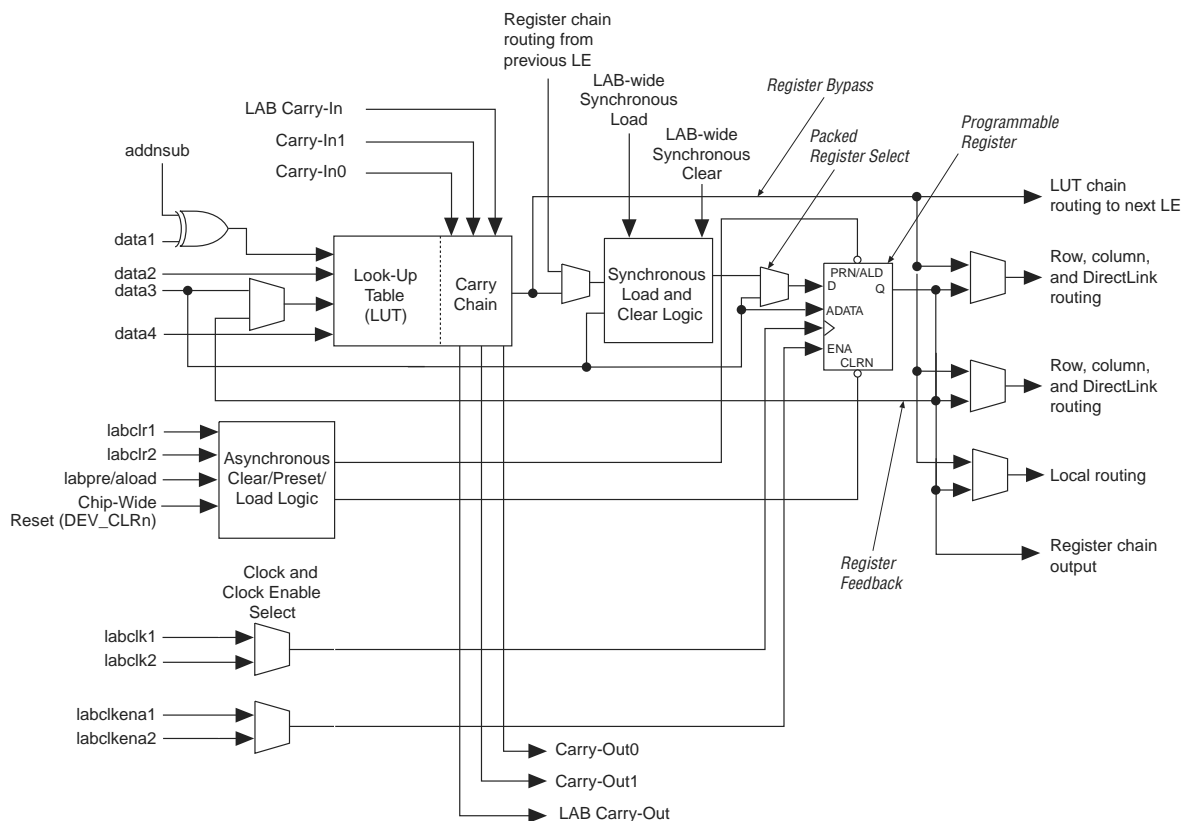 Register chain
routing from
previous LE
LAB-wide
Synchronous
Load
LAB-wide
Synchronous
Clear
Register Bypass
Packed
Register Select
Programmable
Register
LAB Carry-In
Carry-In1
Carry-In0
addnsub
data1
data2
data3
data4
Look-Up
Table
(LUT)
Carry
Chain
Synchronous
Load and
Clear Logic
PRN/ALD
D
Q
ADATA
ENA
CLRN
LUT chain
routing to next LE
Row, column,
and DirectLink
routing
Row, column,
and DirectLink
routing
Local routing
Register chain
output
Register
Feedback
labclr1
labclr2
labpre/aload
Chip-Wide
Reset (DEV_CLRn)
Asynchronous
Clear/Preset/
Load Logic
Clock and
Clock Enable
Select
labclk1
labclk2
labclkena1
labclkena2
Carry-Out0
Carry-Out1
LAB Carry-Out